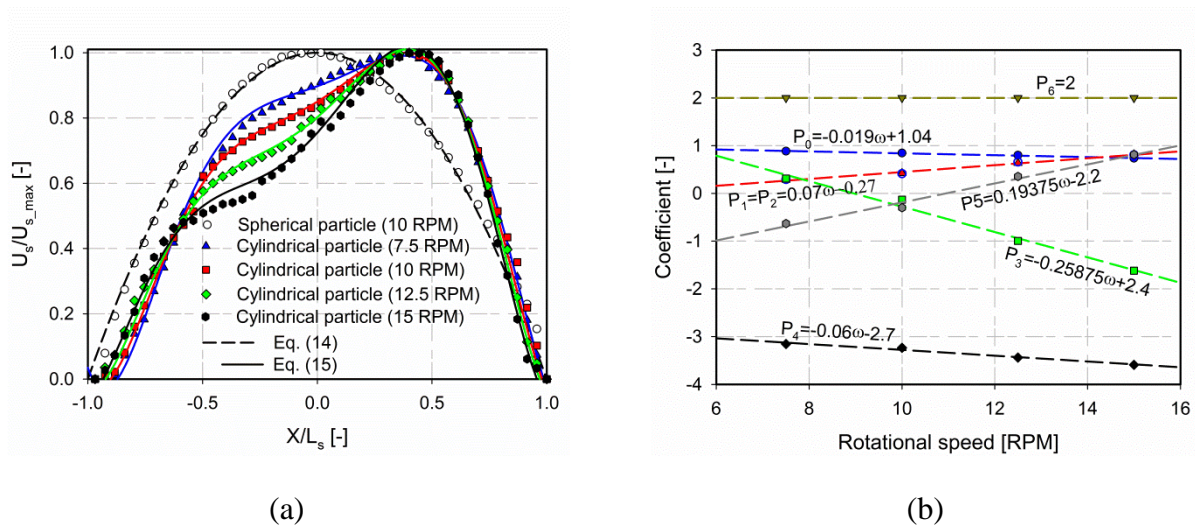 U_s/U_s_max [-]
1.0
0.8
0.6
0.4
0.2
0.0
Spherical particle (10 RPM)
Cylindrical particle (7.5 RPM)
Cylindrical particle (10 RPM)
Cylindrical particle (12.5 RPM)
Cylindrical particle (15 RPM)
Eq. (14)
Eq. (15)
-1.0 -0.5 0.0 0.5 1.0
X/L_s [-]
(a)
Coefficient [-]
3
2
1
0
-1
-2
-3
-4
P_6=2
P_0=-0.019ω+1.04
P_1=P_2=0.07ω-0.27
P5=0.19375ω-2.2
P_3=-0.25875ω+2.4
P_4=-0.06ω-2.7
6 8 10 12 14 16
Rotational speed [RPM]
(b)